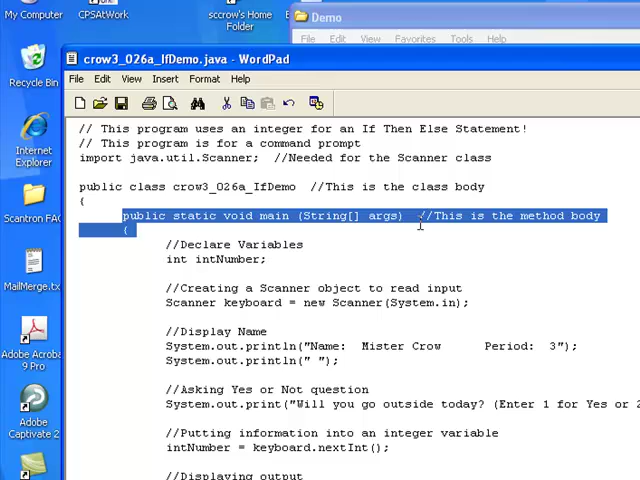 My Computer
CPSAtWork
sccrow's Home
Folder
Demo
File Edit View Favorites Tools Help
Recycle Bin
Internet
Explorer
Scantron FAQ
MailMerge.tx
Adobe Acroba
9 Pro
Adobe
Captivate 2
crow3_026a_IfDemo.java - WordPad
File Edit View Insert Format Help
// This program uses an integer for an If Then Else Statement!
// This program is for a command prompt
import java.util.Scanner;  //Needed for the Scanner class
public class crow3_026a_IfDemo  //This is the class body
{
public static void main (String[] args)  //This is the method body
{
//Declare Variables
int intNumber;
//Creating a Scanner object to read input
Scanner keyboard = new Scanner(System.in);
//Display Name
System.out.println("Name:  Mister Crow      Period:  3");
System.out.println(" ");
//Asking Yes or Not question
System.out.print("Will you go outside today? (Enter 1 for Yes or 2
//Putting information into an integer variable
intNumber = keyboard.nextInt();
//Displaying output